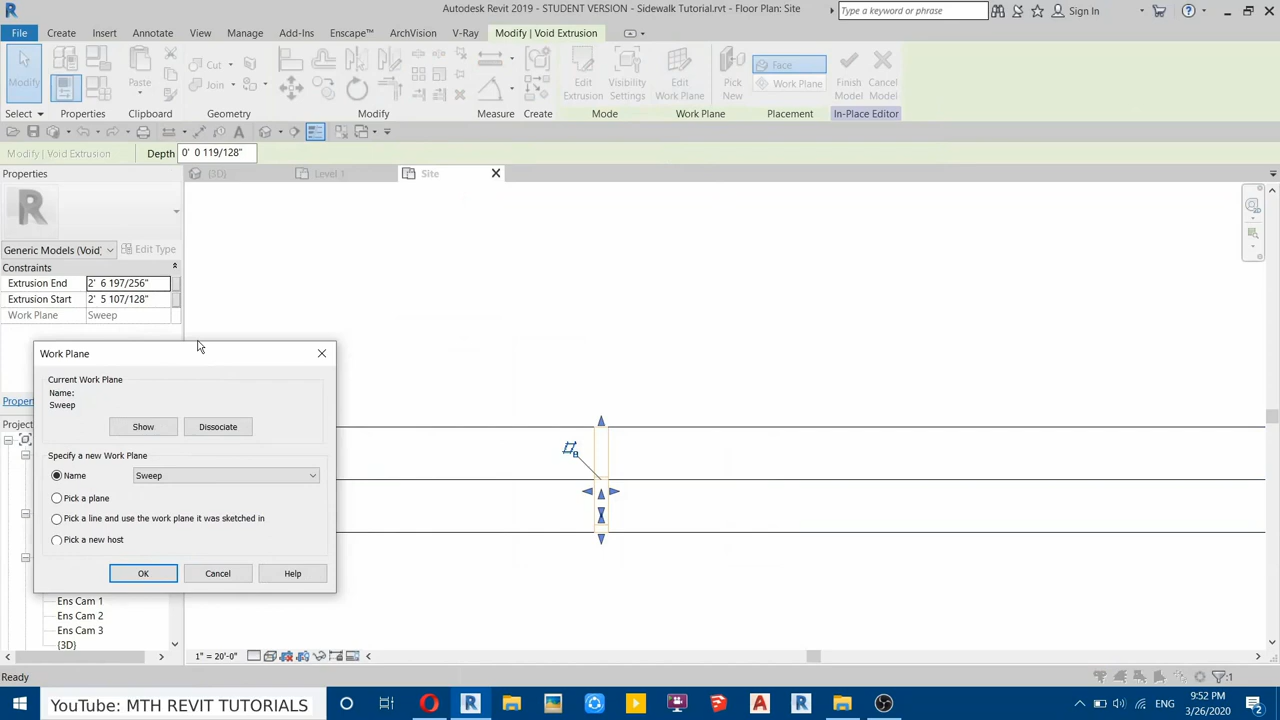 Autodesk Revit 2019 - STUDENT VERSION - Sidewalk Tutorial.rvt - Floor Plan: Site
Type a keyword or phrase
Sign In
File Create Insert Annotate View Manage Add-Ins Enscape™ ArchVision V-Ray Modify | Void Extrusion
Modify
Paste
Cut
Join
Edit Extrusion
Visibility Settings
Edit Work Plane
Pick New
Face
Work Plane
Finish Model
Cancel Model
Select Properties Clipboard Geometry Modify Measure Create Mode Work Plane Placement In-Place Editor
Modify | Void Extrusion Depth 0' 0 119/128"
Properties
{3D} Level 1 Site
R
Generic Models (Void) Edit Type
Constraints
Extrusion End 2' 6 197/256"
Extrusion Start 2' 5 107/128"
Work Plane Sweep
Work Plane
Current Work Plane
Name:
Sweep
Show Dissociate
Specify a new Work Plane
Name Sweep
Pick a plane
Pick a line and use the work plane it was sketched in
Pick a new host
OK Cancel Help
Ens Cam 1
Ens Cam 2
Ens Cam 3
{3D}
1" = 20'-0"
Ready
:1
YouTube: MTH REVIT TUTORIALS
ENG
9:52 PM
3/26/2020
2